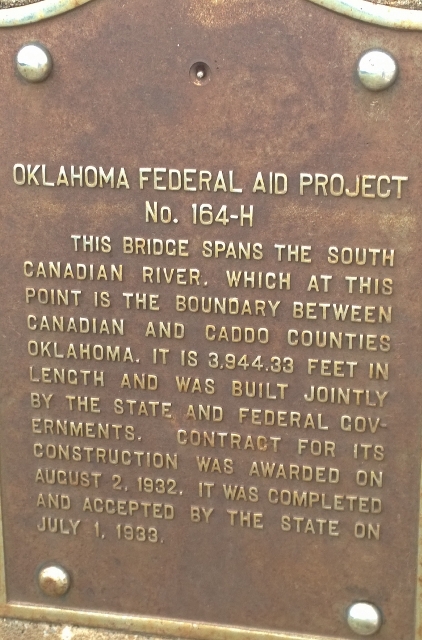 OKLAHOMA FEDERAL AID PROJECT
No. 164-H
THIS BRIDGE SPANS THE SOUTH
CANADIAN RIVER, WHICH AT THIS
POINT IS THE BOUNDARY BETWEEN
CANADIAN AND CADDO COUNTIES
OKLAHOMA. IT IS 3,944.33 FEET IN
LENGTH AND WAS BUILT JOINTLY
BY THE STATE AND FEDERAL GOV-
ERNMENTS. CONTRACT FOR ITS
CONSTRUCTION WAS AWARDED ON
AUGUST 2, 1932. IT WAS COMPLETED
AND ACCEPTED BY THE STATE ON
JULY 1, 1933.